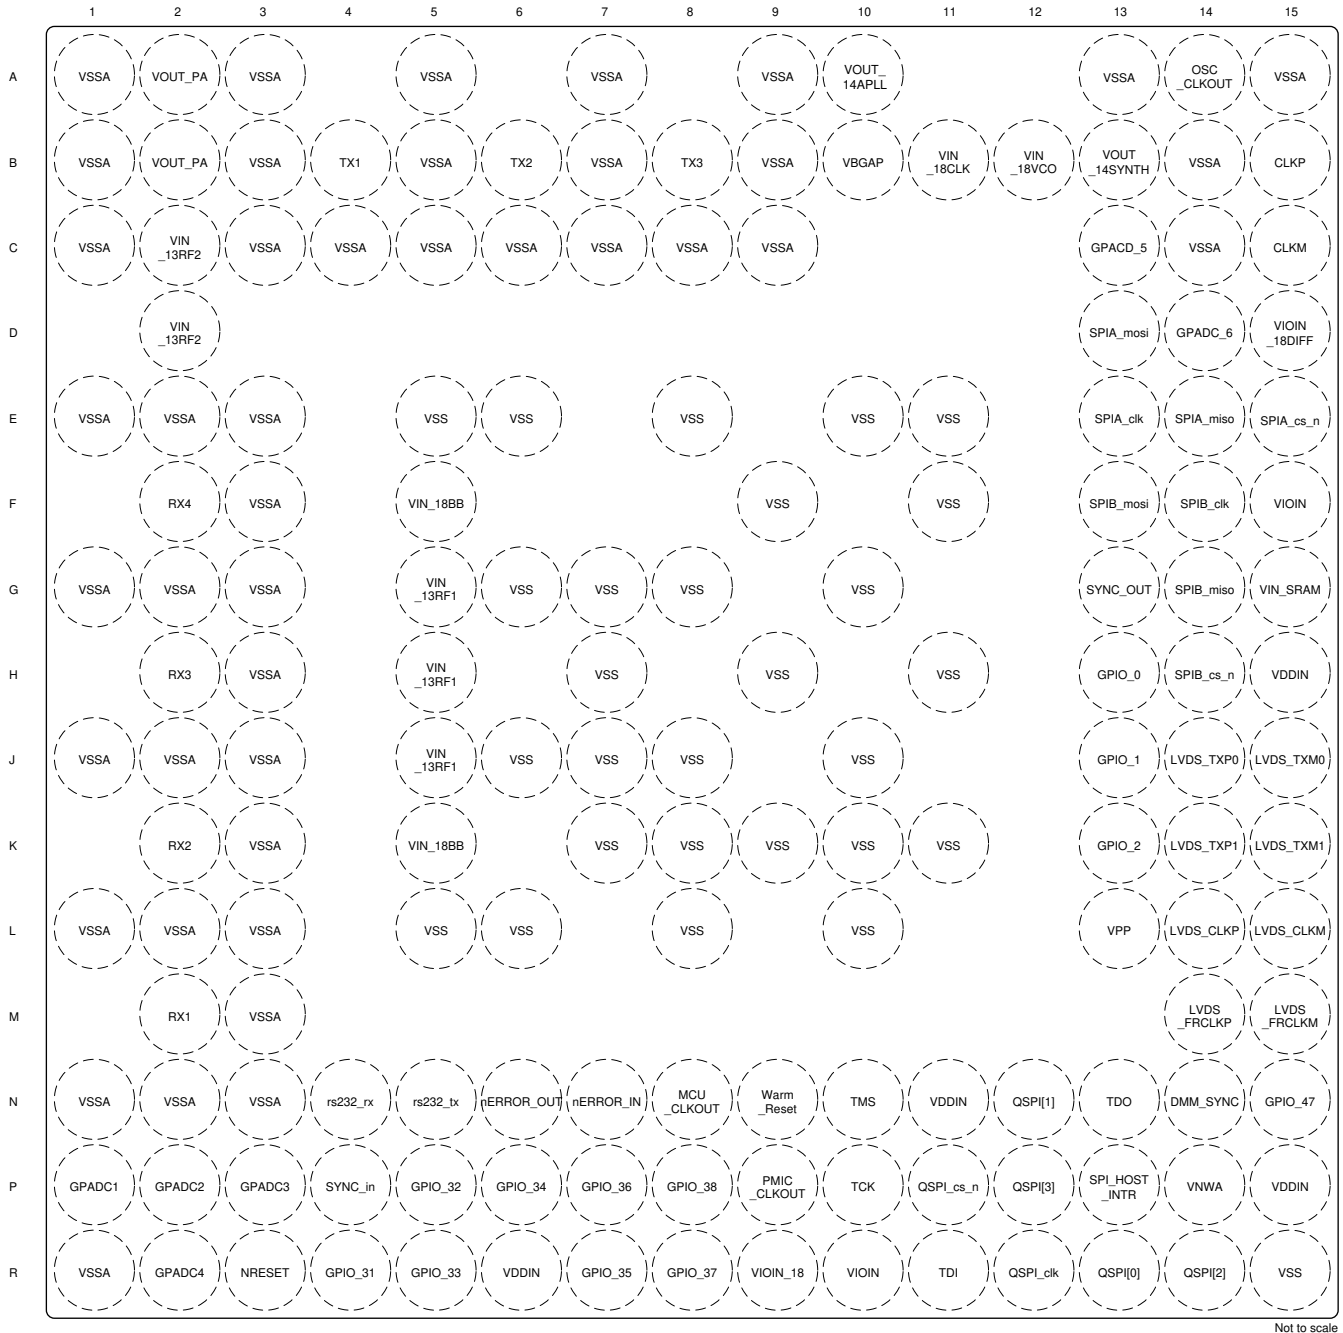 1 2 3 4 5 6 7 8 9 10 11 12 13 14 15
A VSSA VOUT_PA VSSA VSSA VSSA VSSA VOUT_ 14APLL VSSA OSC _CLKOUT VSSA
B VSSA VOUT_PA VSSA TX1 VSSA TX2 VSSA TX3 VSSA VBGAP VIN _18CLK VIN _18VCO VOUT _14SYNTH VSSA CLKP
C VSSA VIN _13RF2 VSSA VSSA VSSA VSSA VSSA VSSA VSSA GPACD_5 VSSA CLKM
D VIN _13RF2 SPIA_mosi GPADC_6 VIOIN _18DIFF
E VSSA VSSA VSSA VSS VSS VSS VSS VSS SPIA_clk SPIA_miso SPIA_cs_n
F RX4 VSSA VIN_18BB VSS VSS SPIB_mosi SPIB_clk VIOIN
G VSSA VSSA VSSA VIN _13RF1 VSS VSS VSS VSS SYNC_OUT SPIB_miso VIN_SRAM
H RX3 VSSA VIN _13RF1 VSS VSS VSS GPIO_0 SPIB_cs_n VDDIN
J VSSA VSSA VSSA VIN _13RF1 VSS VSS VSS VSS GPIO_1 LVDS_TXP0 LVDS_TXM0
K RX2 VSSA VIN_18BB VSS VSS VSS VSS VSS GPIO_2 LVDS_TXP1 LVDS_TXM1
L VSSA VSSA VSSA VSS VSS VSS VSS VPP LVDS_CLKP LVDS_CLKM
M RX1 VSSA LVDS _FRCLKP LVDS _FRCLKM
N VSSA VSSA VSSA rs232_rx rs232_tx nERROR_OUT nERROR_IN MCU _CLKOUT Warm _Reset TMS VDDIN QSPI[1] TDO DMM_SYNC GPIO_47
P GPADC1 GPADC2 GPADC3 SYNC_in GPIO_32 GPIO_34 GPIO_36 GPIO_38 PMIC _CLKOUT TCK QSPI_cs_n QSPI[3] SPI_HOST _INTR VNWA VDDIN
R VSSA GPADC4 NRESET GPIO_31 GPIO_33 VDDIN GPIO_35 GPIO_37 VIOIN_18 VIOIN TDI QSPI_clk QSPI[0] QSPI[2] VSS
Not to scale